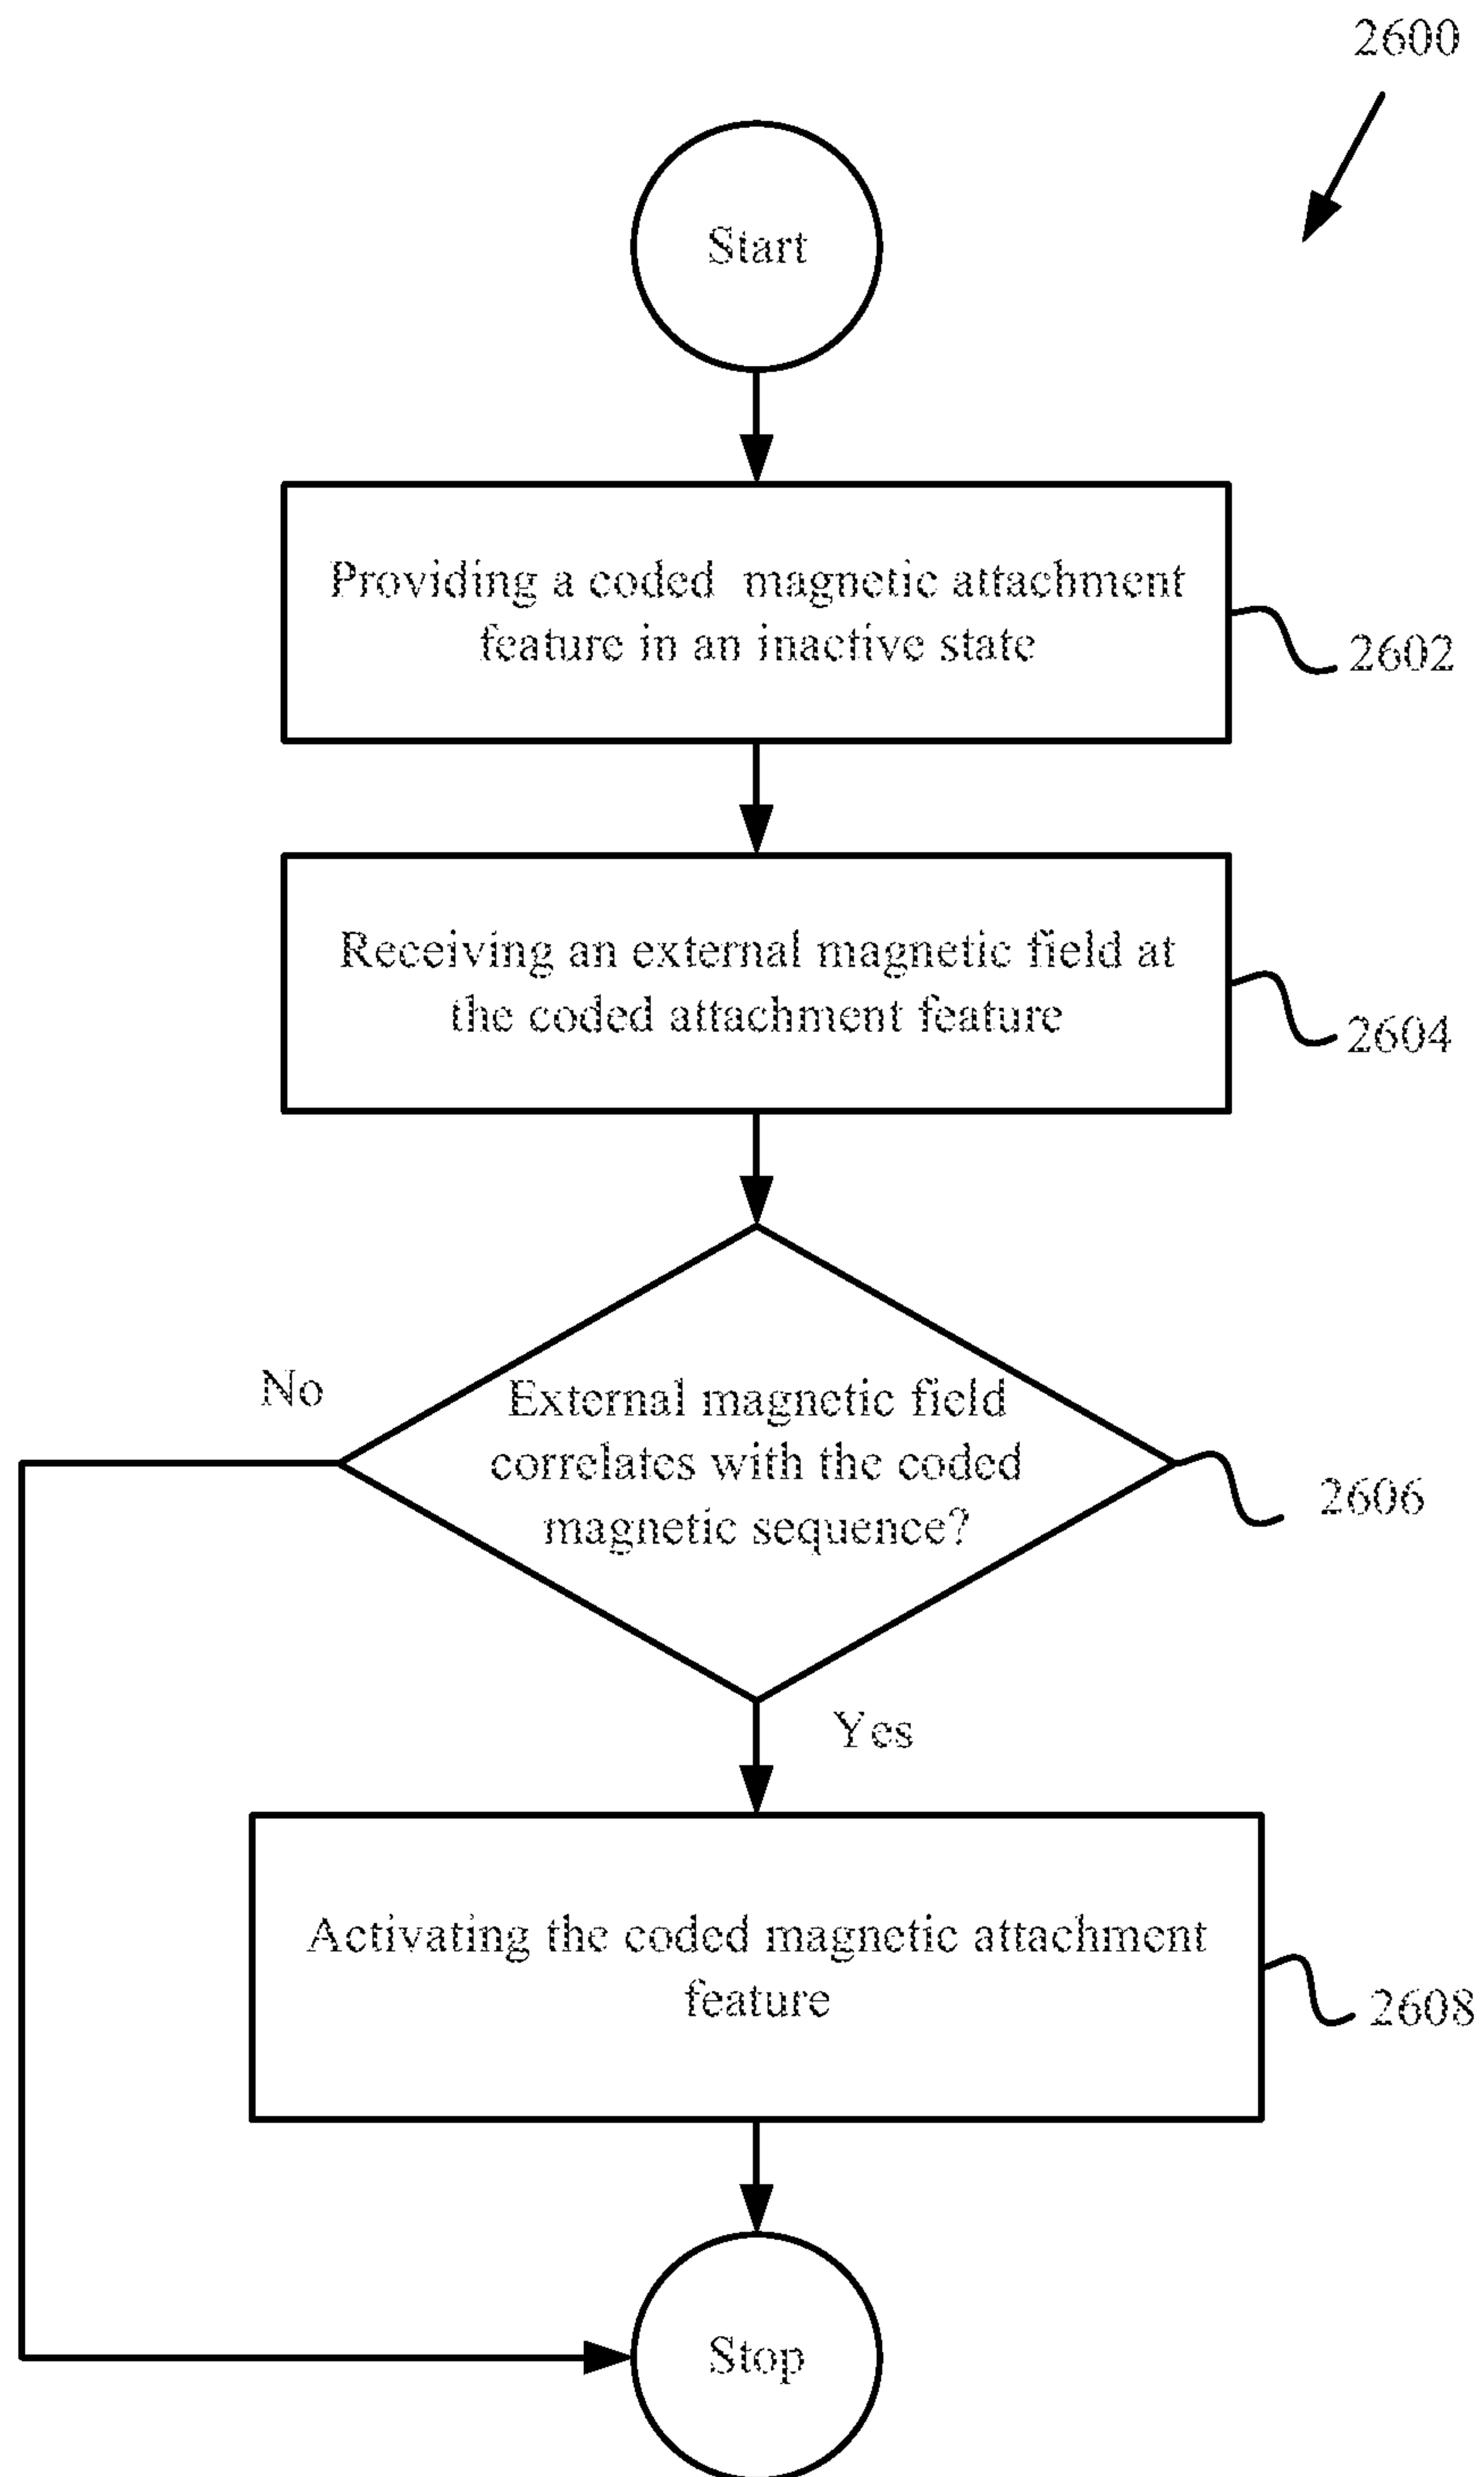 2600
Start
Providing a coded magnetic attachment
feature in an inactive state
2602
Receiving an external magnetic field at
the coded attachment feature
2604
No
External magnetic field
correlates with the coded
magnetic sequence?
2606
Yes
Activating the coded magnetic attachment
feature
2608
Stop